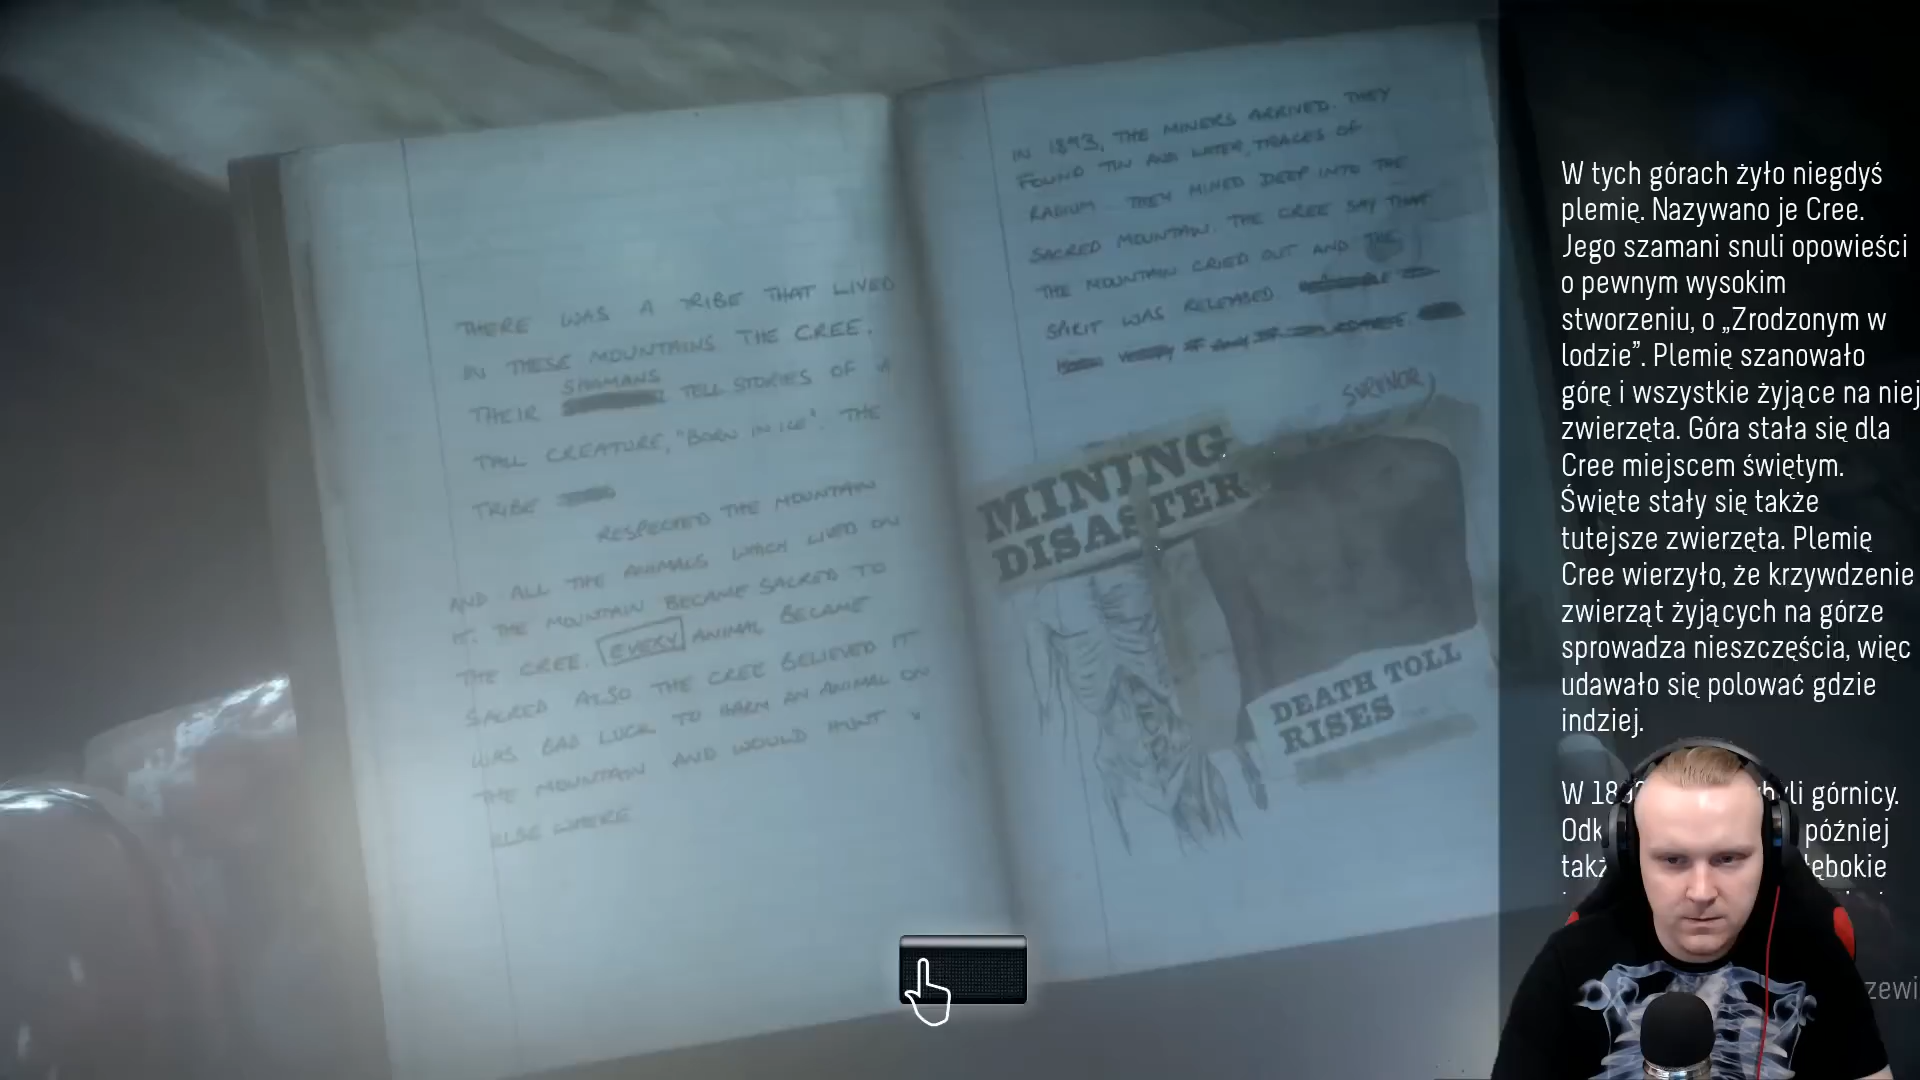 THERE WAS A TRIBE THAT LIVED
IN THESE MOUNTAINS THE CREE.
SHAMANS
THEIR TELL STORIES OF A
TALL CREATURE, "BORN IN ICE". THE
TRIBE
RESPECTED THE MOUNTAIN
AND ALL THE ANIMALS WHICH LIVED ON
IT. THE MOUNTAIN BECAME SACRED TO
THE CREE. EVERY ANIMAL BECAME
SACRED ALSO THE CREE BELIEVED IT
WAS BAD LUCK TO HARM AN ANIMAL ON
THE MOUNTAIN AND WOULD HUNT
ELSE WHERE
IN 1893, THE MINERS ARRIVED. THEY
FOUND TIN AND LATER, TRACES OF
RADIUM THEY MINED DEEP INTO THE
SACRED MOUNTAIN. THE CREE SAY THAT
THE MOUNTAIN CRIED OUT AND THE
SPIRIT WAS RELEASED
SURVIVOR
MINING
DISASTER
DEATH TOLL
RISES
W tych górach żyło niegdyś
plemię. Nazywano je Cree.
Jego szamani snuli opowieści
o pewnym wysokim
stworzeniu, o „Zrodzonym w
lodzie”. Plemię szanowało
górę i wszystkie żyjące na niej
zwierzęta. Góra stała się dla
Cree miejscem świętym.
Święte stały się także
tutejsze zwierzęta. Plemię
Cree wierzyło, że krzywdzenie
zwierząt żyjących na górze
sprowadza nieszczęścia, więc
udawało się polować gdzie
indziej.
W górnicy.
później